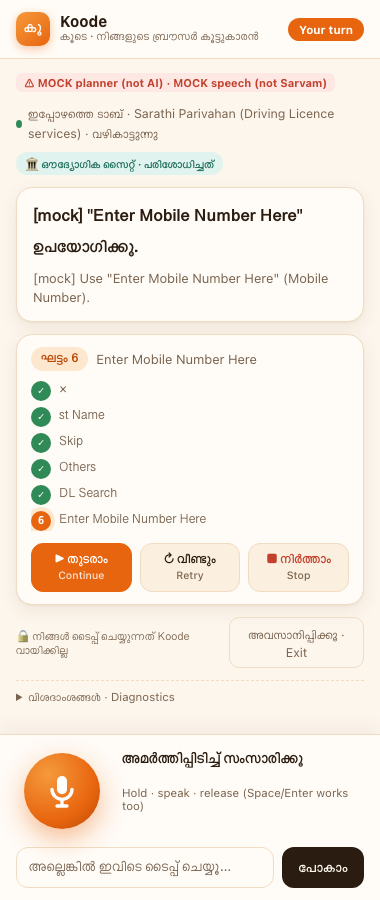 കൂ
Koode
കൂടെ · നിങ്ങളുടെ ബ്രൗസർ കൂട്ടുകാരൻ
Your turn
⚠ MOCK planner (not AI) · MOCK speech (not Sarvam)
ഇപ്പോഴത്തെ ടാബ് · Sarathi Parivahan (Driving Licence
services) · വഴികാട്ടുന്നു
🏛 ഔദ്യോഗിക സൈറ്റ് · പരിശോധിച്ചത്
[mock] "Enter Mobile Number Here"
ഉപയോഗിക്കൂ.
[mock] Use "Enter Mobile Number Here" (Mobile
Number).
ഘട്ടം 6 Enter Mobile Number Here
✓ ×
✓ st Name
✓ Skip
✓ Others
✓ DL Search
6 Enter Mobile Number Here
▶ തുടരാം
Continue
↻ വീണ്ടും
Retry
■ നിർത്താം
Stop
🔒 നിങ്ങൾ ടൈപ്പ് ചെയ്യുന്നത് Koode
വായിക്കില്ല
അവസാനിപ്പിക്കൂ ·
Exit
▶ വിശദാംശങ്ങൾ · Diagnostics
അമർത്തിപ്പിടിച്ച് സംസാരിക്കൂ
Hold · speak · release (Space/Enter works
too)
അല്ലെങ്കിൽ ഇവിടെ ടൈപ്പ് ചെയ്യൂ…
പോകാം